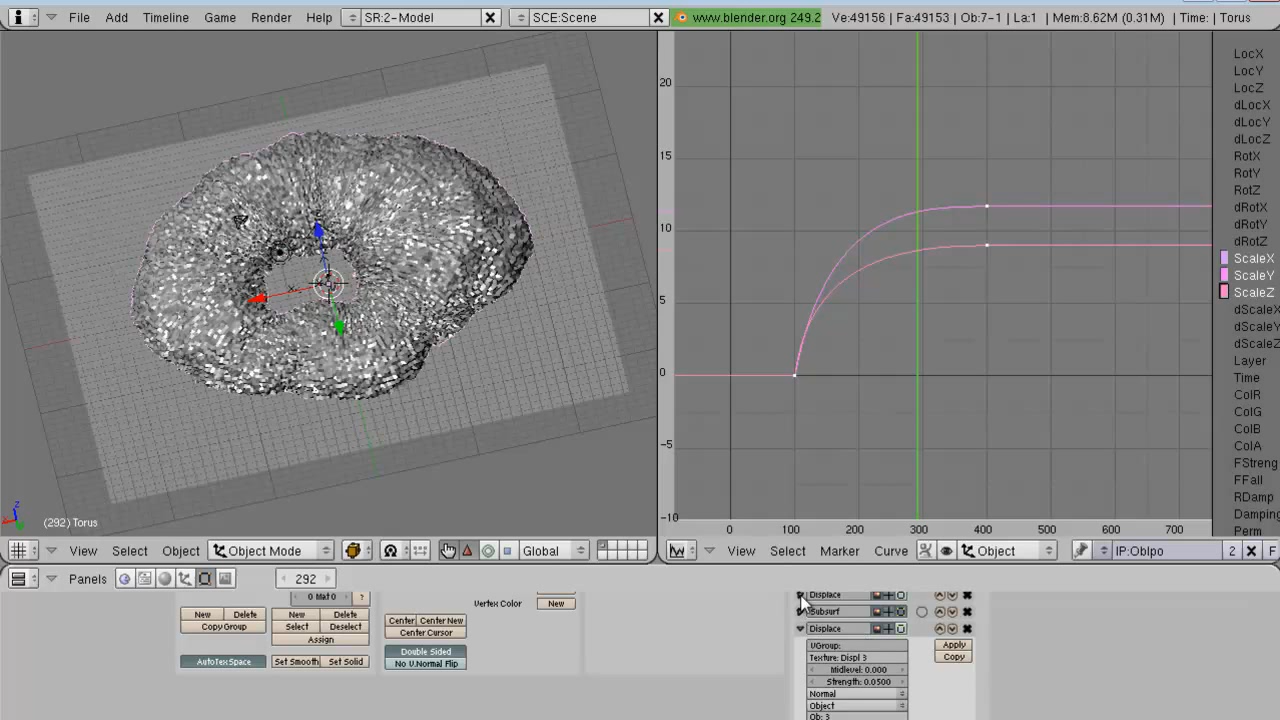 File Add Timeline Game Render Help SR:2-Model SCE:Scene www.blender.org 249.2 Ve:49156 | Fa:49153 | Ob:7-1 | La:1 | Mem:8.62M (0.31M) | Time: | Torus
(292) Torus
20
15
10
5
0
-5
-10
0 100 200 300 400 500 600 700
LocX
LocY
LocZ
dLocX
dLocY
dLocZ
RotX
RotY
RotZ
dRotX
dRotY
dRotZ
ScaleX
ScaleY
ScaleZ
dScaleX
dScaleY
dScaleZ
Layer
Time
ColR
ColG
ColB
ColA
FStreng
FFall
RDamp
Damping
Perm
View Select Object Object Mode Global
View Select Marker Curve Object IP:ObIpo 2 F
Panels 292
0 Mat 0 ?
New Delete
Copy Group
New Delete
Select Deselect
Assign
AutoTexSpace
Set Smooth Set Solid
Vertex Color New
Center Center New
Center Cursor
Double Sided
No V.Normal Flip
Displace
Subsurf
Displace
VGroup:
Texture: Displ 3
Midlevel: 0.000
Strength: 0.0500
Normal
Object
Ob: 3
Apply
Copy